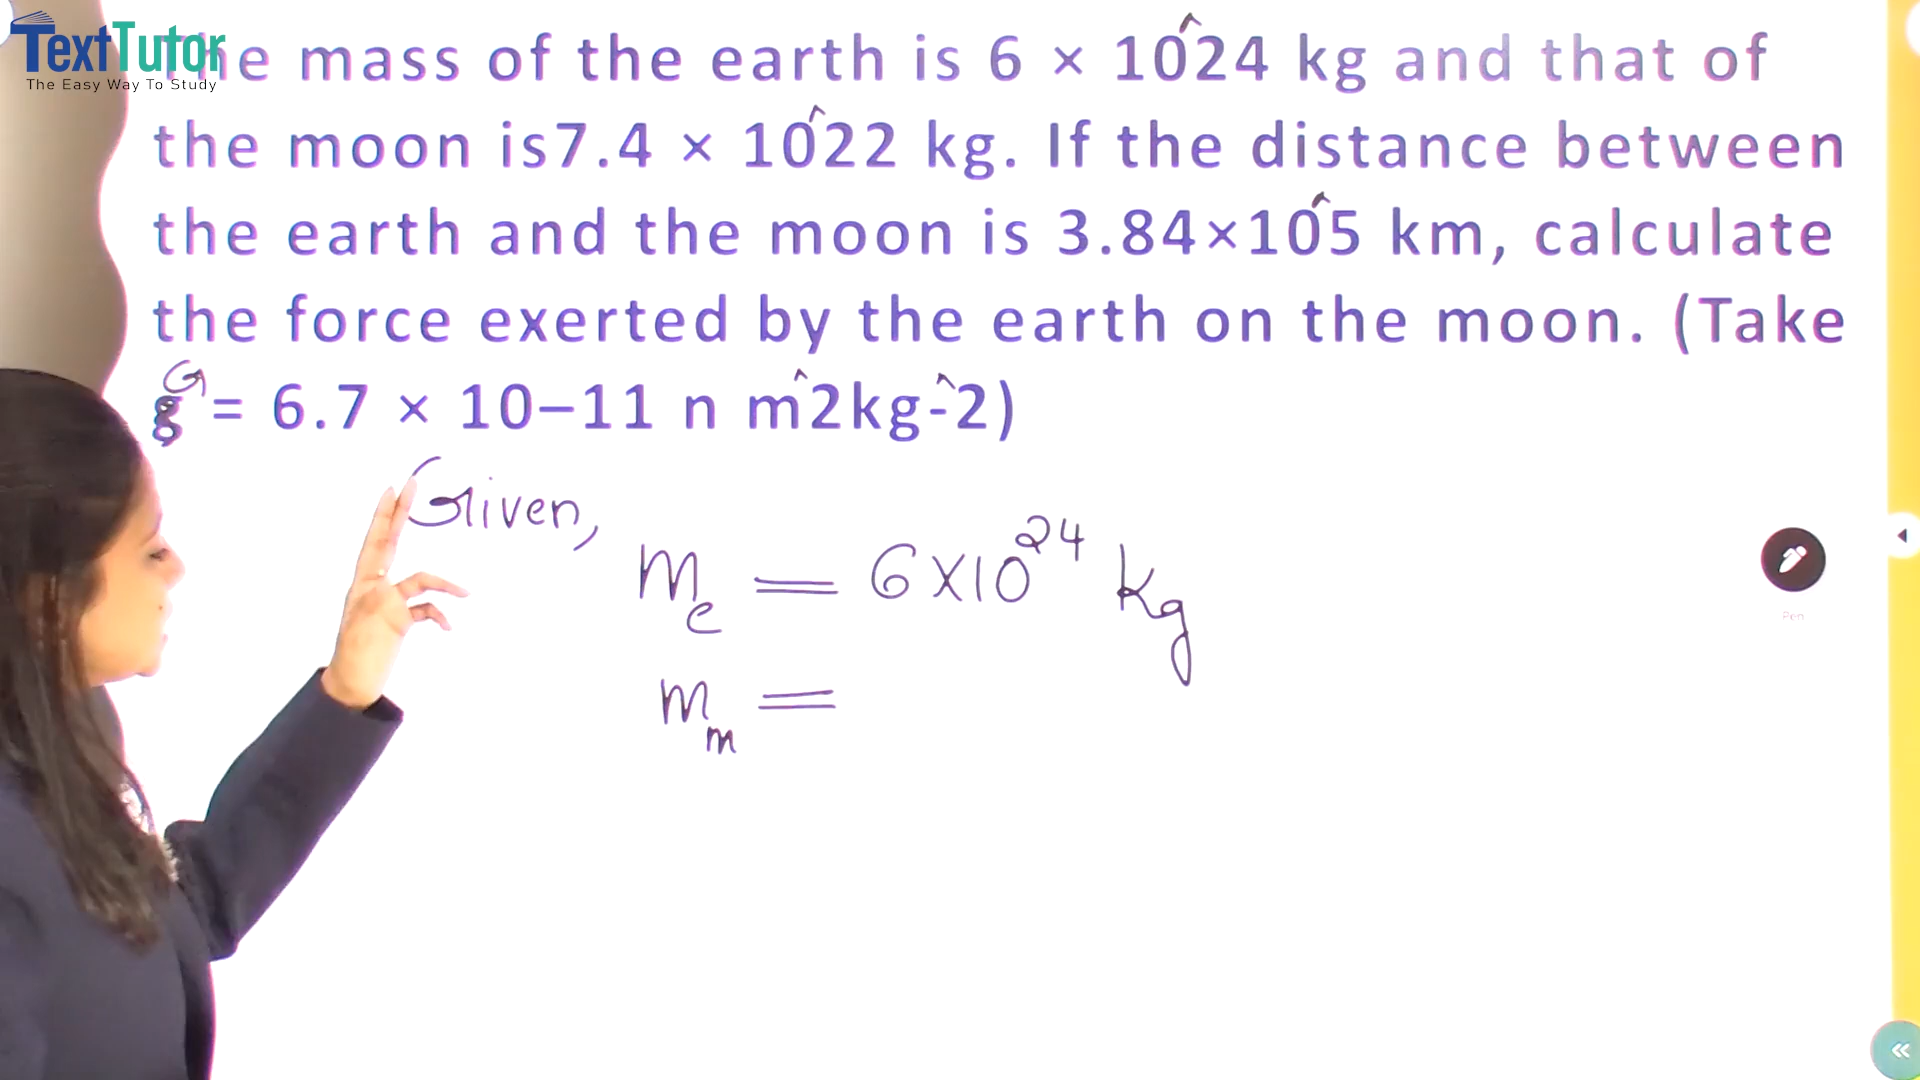 TextTutor
The Easy Way To Study
The mass of the earth is 6 × 10^24 kg and that of
the moon is7.4 × 10^22 kg. If the distance between
the earth and the moon is 3.84×10^5 km, calculate
the force exerted by the earth on the moon. (Take
G = 6.7 × 10–11 n m^2kg^-2)
Given,
Me = 6×10²⁴ kg
Mm =
Pen